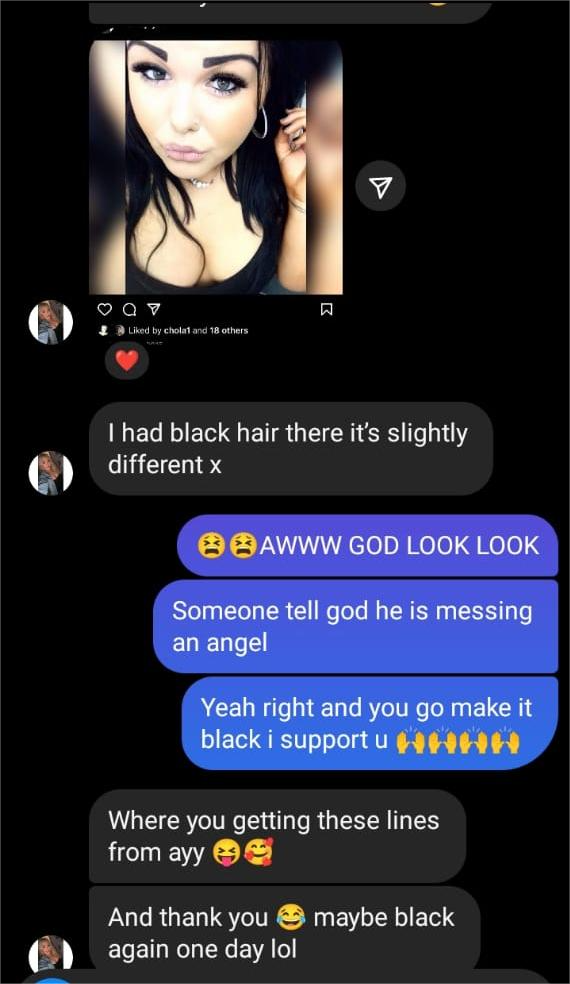 Liked by chola1 and 18 others
I had black hair there it’s slightly
different x
😫😫AWWW GOD LOOK LOOK
Someone tell god he is messing
an angel
Yeah right and you go make it
black i support u 🙌🙌🙌🙌
Where you getting these lines
from ayy 😝🥰
And thank you 😂 maybe black
again one day lol